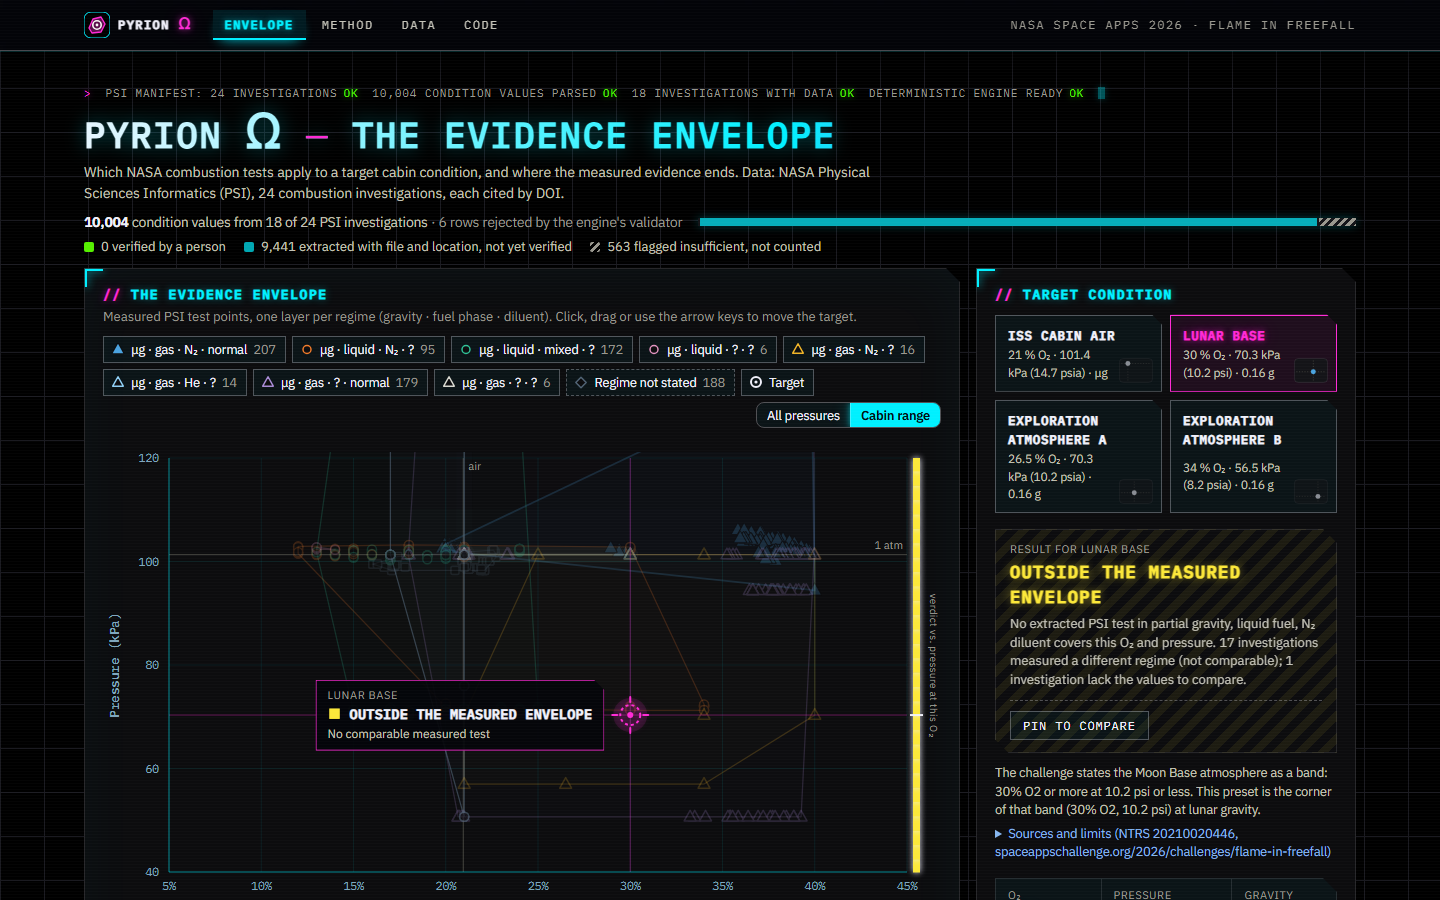 PYRION Ω ENVELOPE METHOD DATA CODE NASA SPACE APPS 2026 · FLAME IN FREEFALL
> PSI MANIFEST: 24 INVESTIGATIONS OK 10,004 CONDITION VALUES PARSED OK 18 INVESTIGATIONS WITH DATA OK DETERMINISTIC ENGINE READY OK
PYRION Ω — THE EVIDENCE ENVELOPE
Which NASA combustion tests apply to a target cabin condition, and where the measured evidence ends. Data: NASA Physical
Sciences Informatics (PSI), 24 combustion investigations, each cited by DOI.
10,004 condition values from 18 of 24 PSI investigations · 6 rows rejected by the engine's validator
0 verified by a person 9,441 extracted with file and location, not yet verified 563 flagged insufficient, not counted
// THE EVIDENCE ENVELOPE
Measured PSI test points, one layer per regime (gravity · fuel phase · diluent). Click, drag or use the arrow keys to move the target.
µg · gas · N₂ · normal 207 µg · liquid · N₂ · ? 95 µg · liquid · mixed · ? 172 µg · liquid · ? · ? 6 µg · gas · N₂ · ? 16
µg · gas · He · ? 14 µg · gas · ? · normal 179 µg · gas · ? · ? 6 Regime not stated 188 Target
All pressures Cabin range
120
air
1 atm
100
80
60
40
Pressure (kPa)
verdict vs. pressure at this O₂
LUNAR BASE
OUTSIDE THE MEASURED ENVELOPE
No comparable measured test
5% 10% 15% 20% 25% 30% 35% 40% 45%
// TARGET CONDITION
ISS CABIN AIR
21 % O₂ · 101.4
kPa (14.7 psia) · µg
LUNAR BASE
30 % O₂ · 70.3 kPa
(10.2 psi) · 0.16 g
EXPLORATION
ATMOSPHERE A
26.5 % O₂ · 70.3
kPa (10.2 psia) ·
0.16 g
EXPLORATION
ATMOSPHERE B
34 % O₂ · 56.5 kPa
(8.2 psia) · 0.16 g
RESULT FOR LUNAR BASE
OUTSIDE THE MEASURED
ENVELOPE
No extracted PSI test in partial gravity, liquid fuel, N₂
diluent covers this O₂ and pressure. 17 investigations
measured a different regime (not comparable); 1
investigation lack the values to compare.
PIN TO COMPARE
The challenge states the Moon Base atmosphere as a band:
30% O2 or more at 10.2 psi or less. This preset is the corner
of that band (30% O2, 10.2 psi) at lunar gravity.
Sources and limits (NTRS 20210020446,
spaceappschallenge.org/2026/challenges/flame-in-freefall)
O₂ PRESSURE GRAVITY